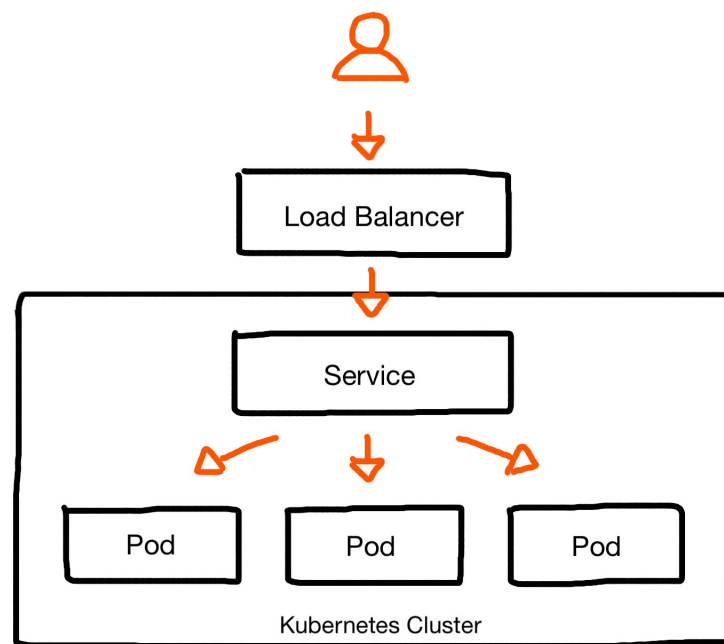 Load Balancer
Service
Pod
Pod
Pod
Kubernetes Cluster